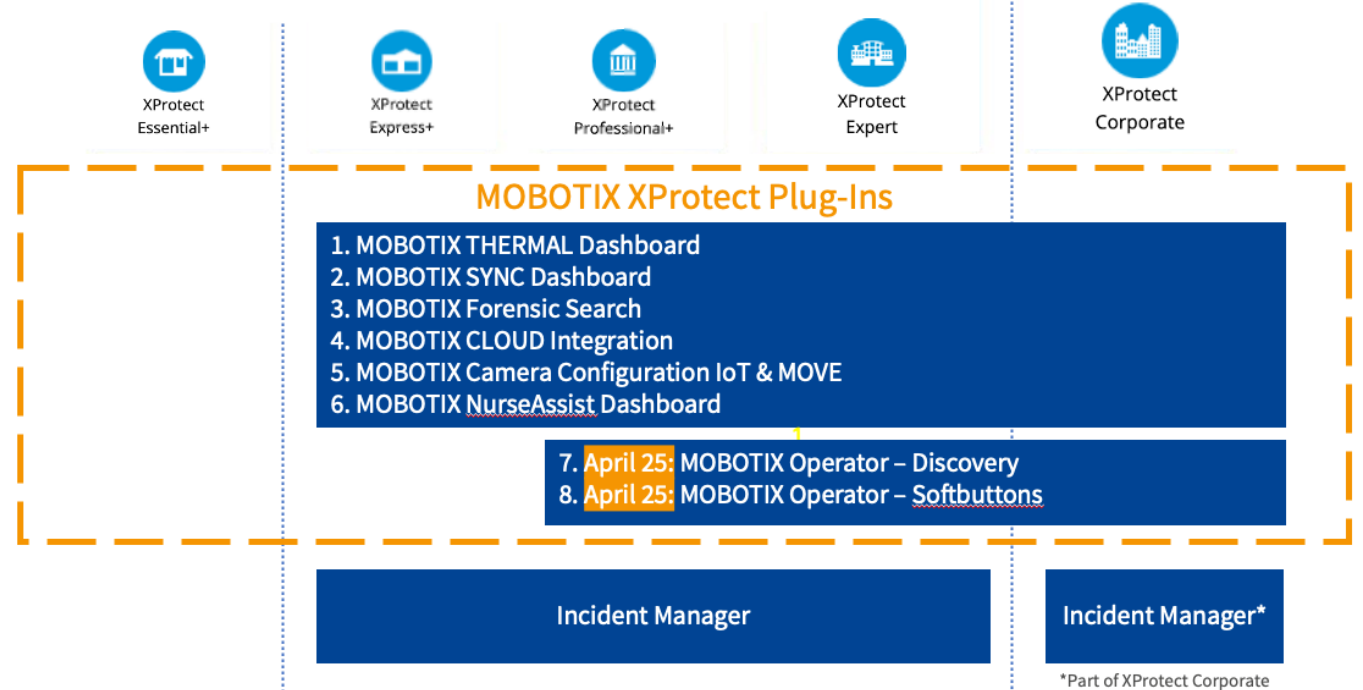 XProtect
Essential+
XProtect
Express+
XProtect
Professional+
XProtect
Expert
XProtect
Corporate
MOBOTIX XProtect Plug-Ins
1. MOBOTIX THERMAL Dashboard
2. MOBOTIX SYNC Dashboard
3. MOBOTIX Forensic Search
4. MOBOTIX CLOUD Integration
5. MOBOTIX Camera Configuration IoT & MOVE
6. MOBOTIX NurseAssist Dashboard
1
7. April 25: MOBOTIX Operator – Discovery
8. April 25: MOBOTIX Operator – Softbuttons
Incident Manager
Incident Manager*
*Part of XProtect Corporate